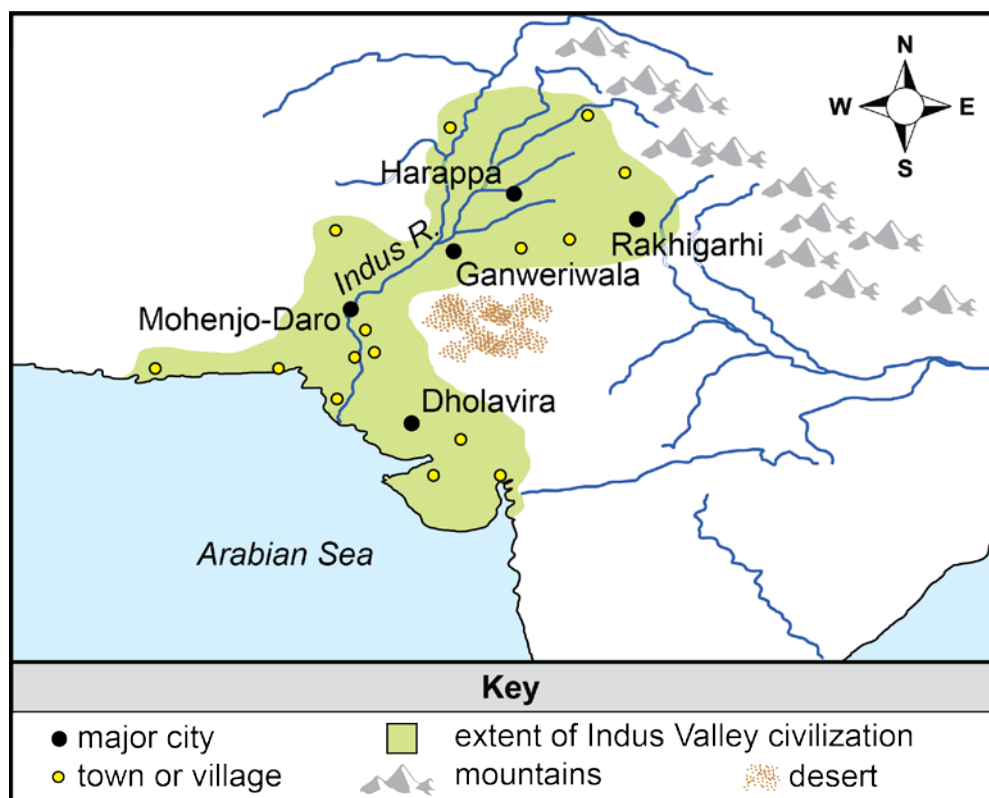 N
W E
S
Harappa
Indus R.
Rakhigarhi
Ganweriwala
Mohenjo-Daro
Dholavira
Arabian Sea
Key
major city
extent of Indus Valley civilization
town or village
mountains
desert